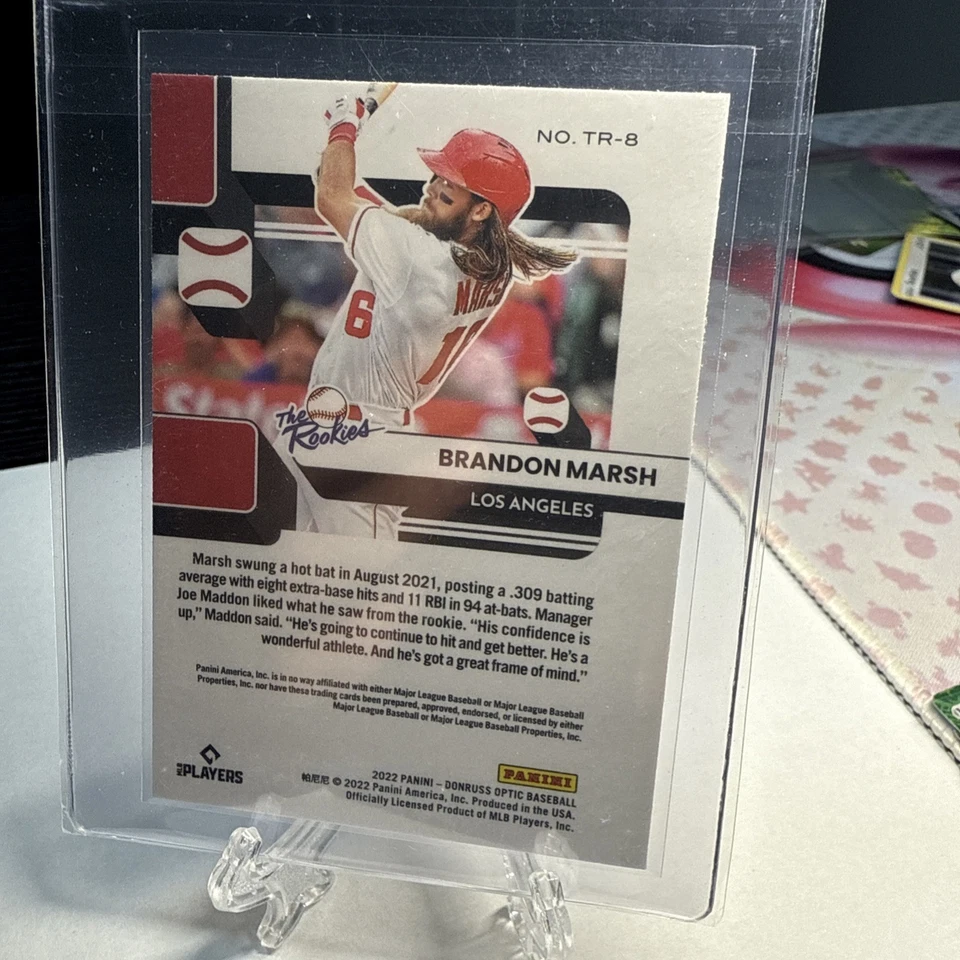 NO. TR-8
MARSH
6
16
State
The
Rookies
BRANDON MARSH
LOS ANGELES
Marsh swung a hot bat in August 2021, posting a .309 batting
average with eight extra-base hits and 11 RBI in 94 at-bats. Manager
Joe Maddon liked what he saw from the rookie. “His confidence is
up,” Maddon said. “He’s going to continue to hit and get better. He’s a
wonderful athlete. And he’s got a great frame of mind.”
Panini America, Inc. is in no way affiliated with either Major League Baseball or Major League Baseball
Properties, Inc. nor have these trading cards been prepared, approved, endorsed, or licensed by either
Major League Baseball or Major League Baseball Properties, Inc.
MLB PLAYERS
PANINI
2022 PANINI – DONRUSS OPTIC BASEBALL
帕尼尼 © 2022 Panini America, Inc. Produced in the USA.
Officially Licensed Product of MLB Players, Inc.